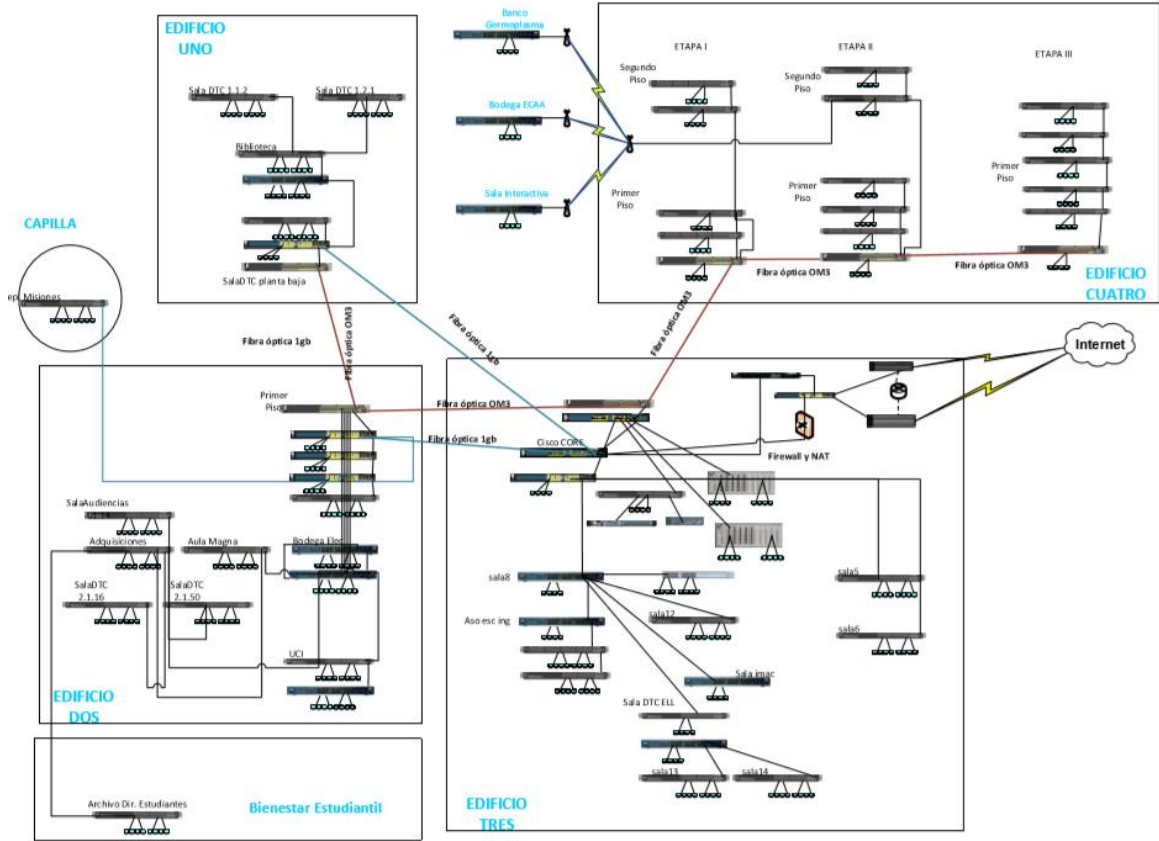 EDIFICIO
UNO
Sala DTC 1.1.2
Sala DTC 1.2.1
Biblioteca
SalaDTC planta baja
CAPILLA
ep. Misiones
Banco
Germoplasma
Bodega ECAA
Sala Interactiva
ETAPA I
ETAPA II
ETAPA III
Segundo
Piso
Segundo
Piso
Primer
Piso
Primer
Piso
Primer
Piso
Fibra óptica OM3
Fibra óptica OM3
EDIFICIO
CUATRO
Fibra óptica 1gb
Fibra óptica OM3
Fibra óptica 1gb
Fibra óptica OM3
Internet
Primer
Piso
Fibra óptica OM3
Fibra óptica 1gb
Cisco CORE
Firewall y NAT
SalaAudiencias
Adquisiciones
Aula Magna
Bodega Elec
SalaDTC
2.1.16
SalaDTC
2.1.50
UCI
EDIFICIO
DOS
sala8
sala12
Aso esc ing
sala5
sala6
Sala imac
Sala DTC ELL
sala13
sala14
EDIFICIO
TRES
Archivo Dir. Estudiantes
Bienestar Estudiantil